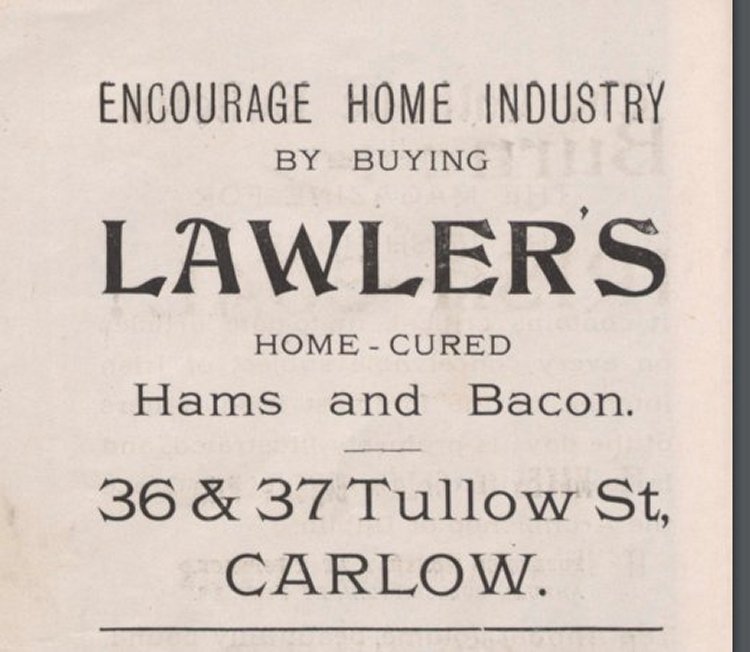 ENCOURAGE HOME INDUSTRY
BY BUYING
LAWLER'S
HOME-CURED
Hams and Bacon.
36 & 37 Tullow St,
CARLOW.